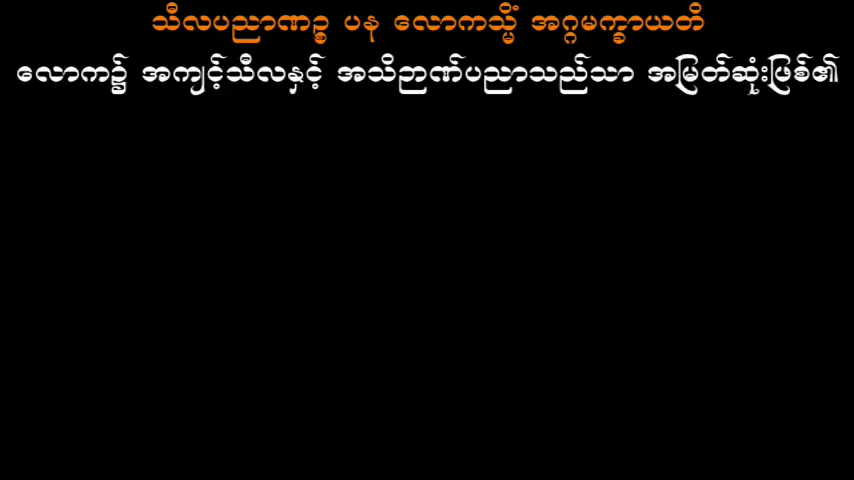 သီလပညာဏဉ္စ ပန လောကသ္မိံ အဂ္ဂမက္ခာယတိ
လောက၌ အကျင့်သီလနှင့် အသိဉာဏ်ပညာသည်သာ အမြတ်ဆုံးဖြစ်၏